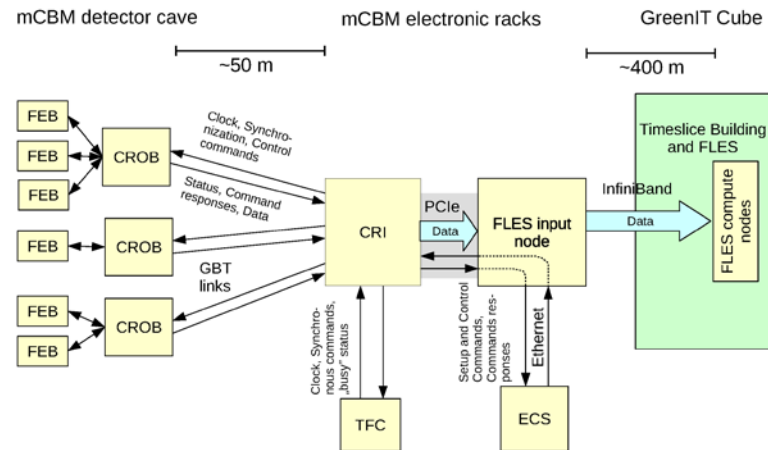 mCBM detector cave
mCBM electronic racks
GreenIT Cube
~50 m
~400 m
FEB
FEB
FEB
CROB
Clock, Synchro-
nization, Control
commands
Status, Command
responses, Data
FEB
CROB
GBT
links
FEB
FEB
CROB
CRI
PCIe
Data
FLES input
node
InfiniBand
Data
Timeslice Building
and FLES
FLES compute
nodes
Clock, Synchro-
nous commands,
„busy" status
TFC
Setup and Control
Commands,
Commands res-
ponses
Ethernet
ECS